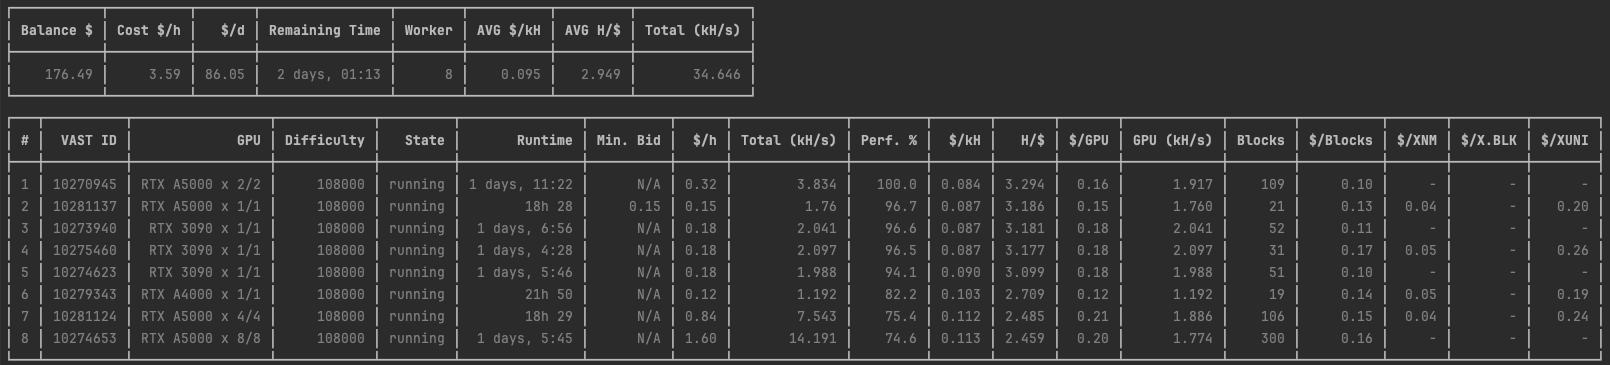 Balance $ Cost $/h $/d Remaining Time Worker AVG $/kH AVG H/$ Total (kH/s)
176.49 3.59 86.05 2 days, 01:13 8 0.095 2.949 34.646
# VAST ID GPU Difficulty State Runtime Min. Bid $/h Total (kH/s) Perf. % $/kH H/$ $/GPU GPU (kH/s) Blocks $/Blocks $/XNM $/X.BLK $/XUNI
1 10270945 RTX A5000 x 2/2 108000 running 1 days, 11:22 N/A 0.32 3.834 100.0 0.084 3.294 0.16 1.917 109 0.10 - - -
2 10281137 RTX A5000 x 1/1 108000 running 18h 28 0.15 0.15 1.76 96.7 0.087 3.186 0.15 1.760 21 0.13 0.04 - 0.20
3 10273940 RTX 3090 x 1/1 108000 running 1 days, 6:56 N/A 0.18 2.041 96.6 0.087 3.181 0.18 2.041 52 0.11 - - -
4 10275460 RTX 3090 x 1/1 108000 running 1 days, 4:28 N/A 0.18 2.097 96.5 0.087 3.177 0.18 2.097 31 0.17 0.05 - 0.26
5 10274623 RTX 3090 x 1/1 108000 running 1 days, 5:46 N/A 0.18 1.988 94.1 0.090 3.099 0.18 1.988 51 0.10 - - -
6 10279343 RTX A4000 x 1/1 108000 running 21h 50 N/A 0.12 1.192 82.2 0.103 2.709 0.12 1.192 19 0.14 0.05 - 0.19
7 10281124 RTX A5000 x 4/4 108000 running 18h 29 N/A 0.84 7.543 75.4 0.112 2.485 0.21 1.886 106 0.15 0.04 - 0.24
8 10274653 RTX A5000 x 8/8 108000 running 1 days, 5:45 N/A 1.60 14.191 74.6 0.113 2.459 0.20 1.774 300 0.16 - - -